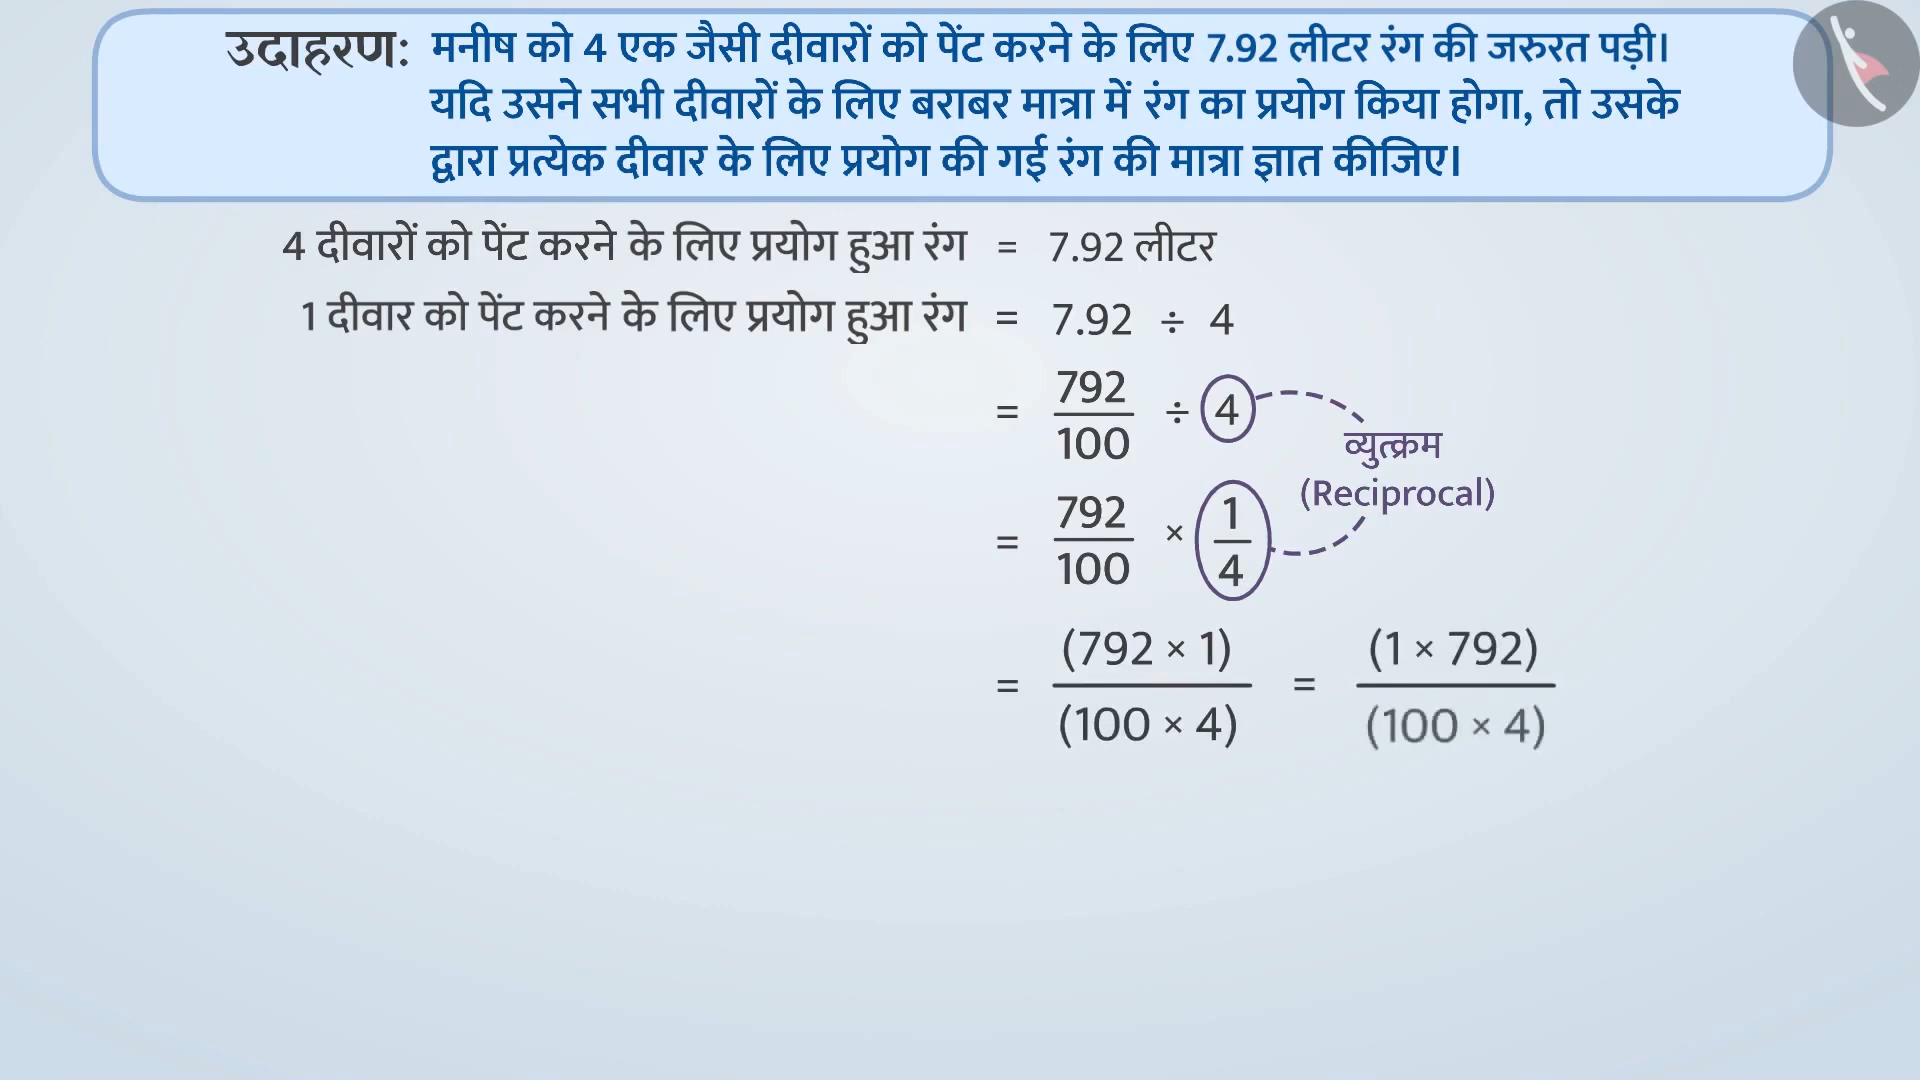 उदाहरण: मनीष को 4 एक जैसी दीवारों को पेंट करने के लिए 7.92 लीटर रंग की जरुरत पड़ी।
यदि उसने सभी दीवारों के लिए बराबर मात्रा में रंग का प्रयोग किया होगा, तो उसके
द्वारा प्रत्येक दीवार के लिए प्रयोग की गई रंग की मात्रा ज्ञात कीजिए।
4 दीवारों को पेंट करने के लिए प्रयोग हुआ रंग = 7.92 लीटर
1 दीवार को पेंट करने के लिए प्रयोग हुआ रंग = 7.92 ÷ 4
= 792/100 ÷ 4
व्युत्क्रम
(Reciprocal)
= 792/100 × 1/4
= (792 × 1)/(100 × 4) = (1 × 792)/(100 × 4)